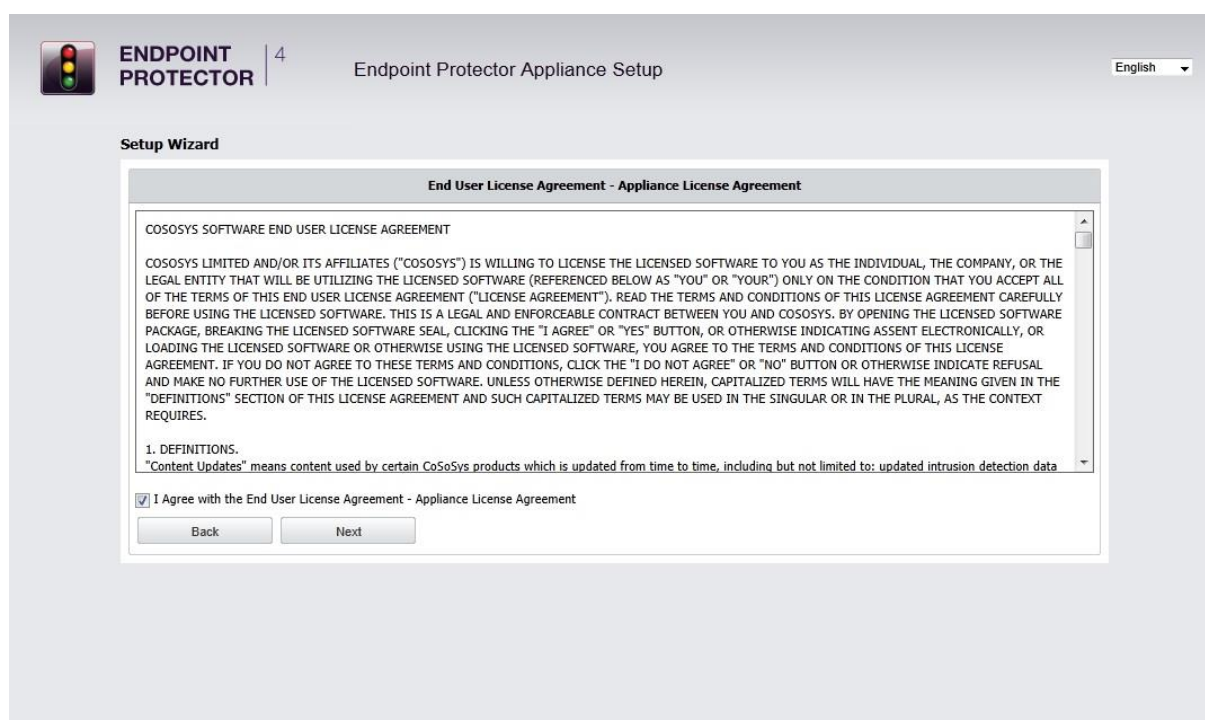 ENDPOINT
PROTECTOR
4
Endpoint Protector Appliance Setup
English
Setup Wizard
End User License Agreement - Appliance License Agreement
COSOSYS SOFTWARE END USER LICENSE AGREEMENT
COSOSYS LIMITED AND/OR ITS AFFILIATES ("COSOSYS") IS WILLING TO LICENSE THE LICENSED SOFTWARE TO YOU AS THE INDIVIDUAL, THE COMPANY, OR THE
LEGAL ENTITY THAT WILL BE UTILIZING THE LICENSED SOFTWARE (REFERENCED BELOW AS "YOU" OR "YOUR") ONLY ON THE CONDITION THAT YOU ACCEPT ALL
OF THE TERMS OF THIS END USER LICENSE AGREEMENT ("LICENSE AGREEMENT"). READ THE TERMS AND CONDITIONS OF THIS LICENSE AGREEMENT CAREFULLY
BEFORE USING THE LICENSED SOFTWARE. THIS IS A LEGAL AND ENFORCEABLE CONTRACT BETWEEN YOU AND COSOSYS. BY OPENING THE LICENSED SOFTWARE
PACKAGE, BREAKING THE LICENSED SOFTWARE SEAL, CLICKING THE "I AGREE" OR "YES" BUTTON, OR OTHERWISE INDICATING ASSENT ELECTRONICALLY, OR
LOADING THE LICENSED SOFTWARE OR OTHERWISE USING THE LICENSED SOFTWARE, YOU AGREE TO THE TERMS AND CONDITIONS OF THIS LICENSE
AGREEMENT. IF YOU DO NOT AGREE TO THESE TERMS AND CONDITIONS, CLICK THE "I DO NOT AGREE" OR "NO" BUTTON OR OTHERWISE INDICATE REFUSAL
AND MAKE NO FURTHER USE OF THE LICENSED SOFTWARE. UNLESS OTHERWISE DEFINED HEREIN, CAPITALIZED TERMS WILL HAVE THE MEANING GIVEN IN THE
"DEFINITIONS" SECTION OF THIS LICENSE AGREEMENT AND SUCH CAPITALIZED TERMS MAY BE USED IN THE SINGULAR OR IN THE PLURAL, AS THE CONTEXT
REQUIRES.
1. DEFINITIONS.
"Content Updates" means content used by certain CoSoSys products which is updated from time to time, including but not limited to: updated intrusion detection data
I Agree with the End User License Agreement - Appliance License Agreement
Back
Next